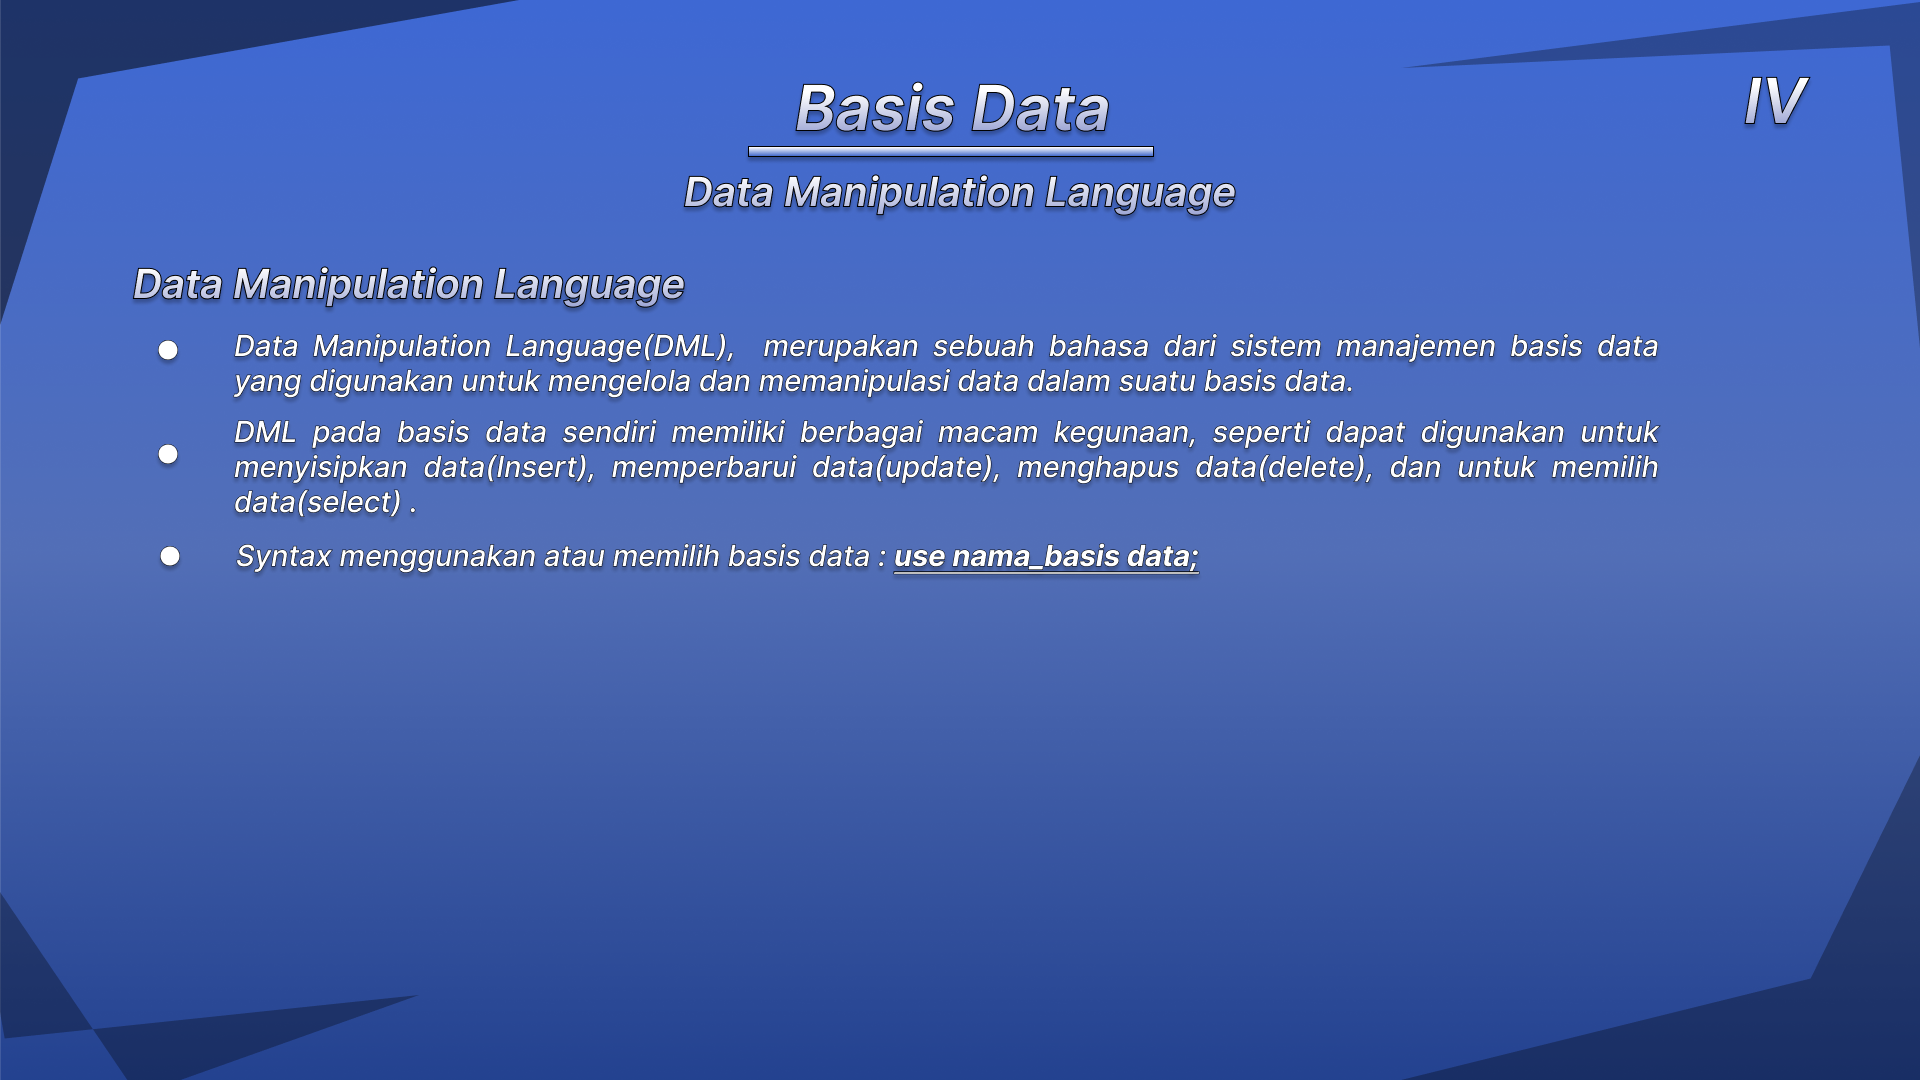 Basis Data
IV
Data Manipulation Language
Data Manipulation Language
Data Manipulation Language(DML), merupakan sebuah bahasa dari sistem manajemen basis data
yang digunakan untuk mengelola dan memanipulasi data dalam suatu basis data.
DML pada basis data sendiri memiliki berbagai macam kegunaan, seperti dapat digunakan untuk
menyisipkan data(Insert), memperbarui data(update), menghapus data(delete), dan untuk memilih
data(select) .
Syntax menggunakan atau memilih basis data : use nama_basis data;